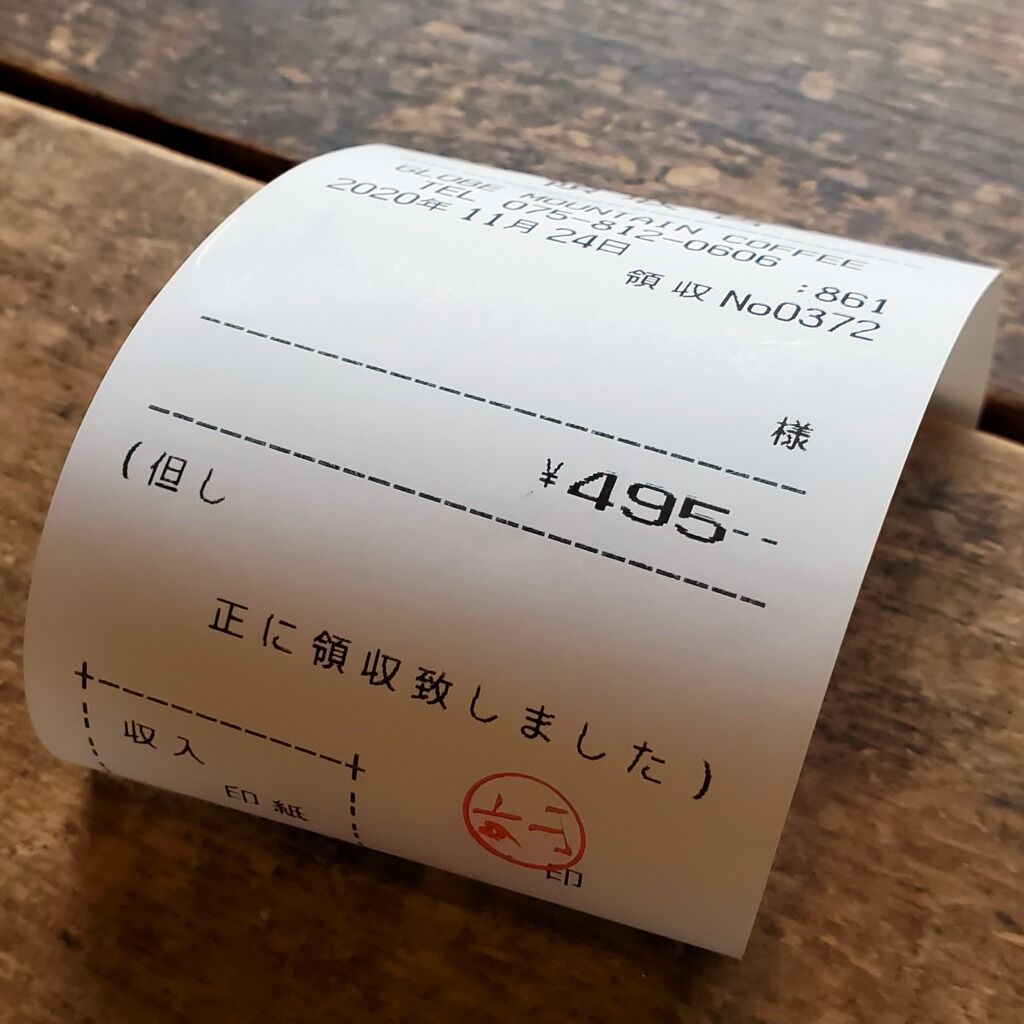 GLOBE MOUNTAIN COFFEE
TEL 075-812-0606
2020年 11月 24日
:861
領収 No0372
様
¥495--
(但し
正に領収致しました)
収入
印紙
印